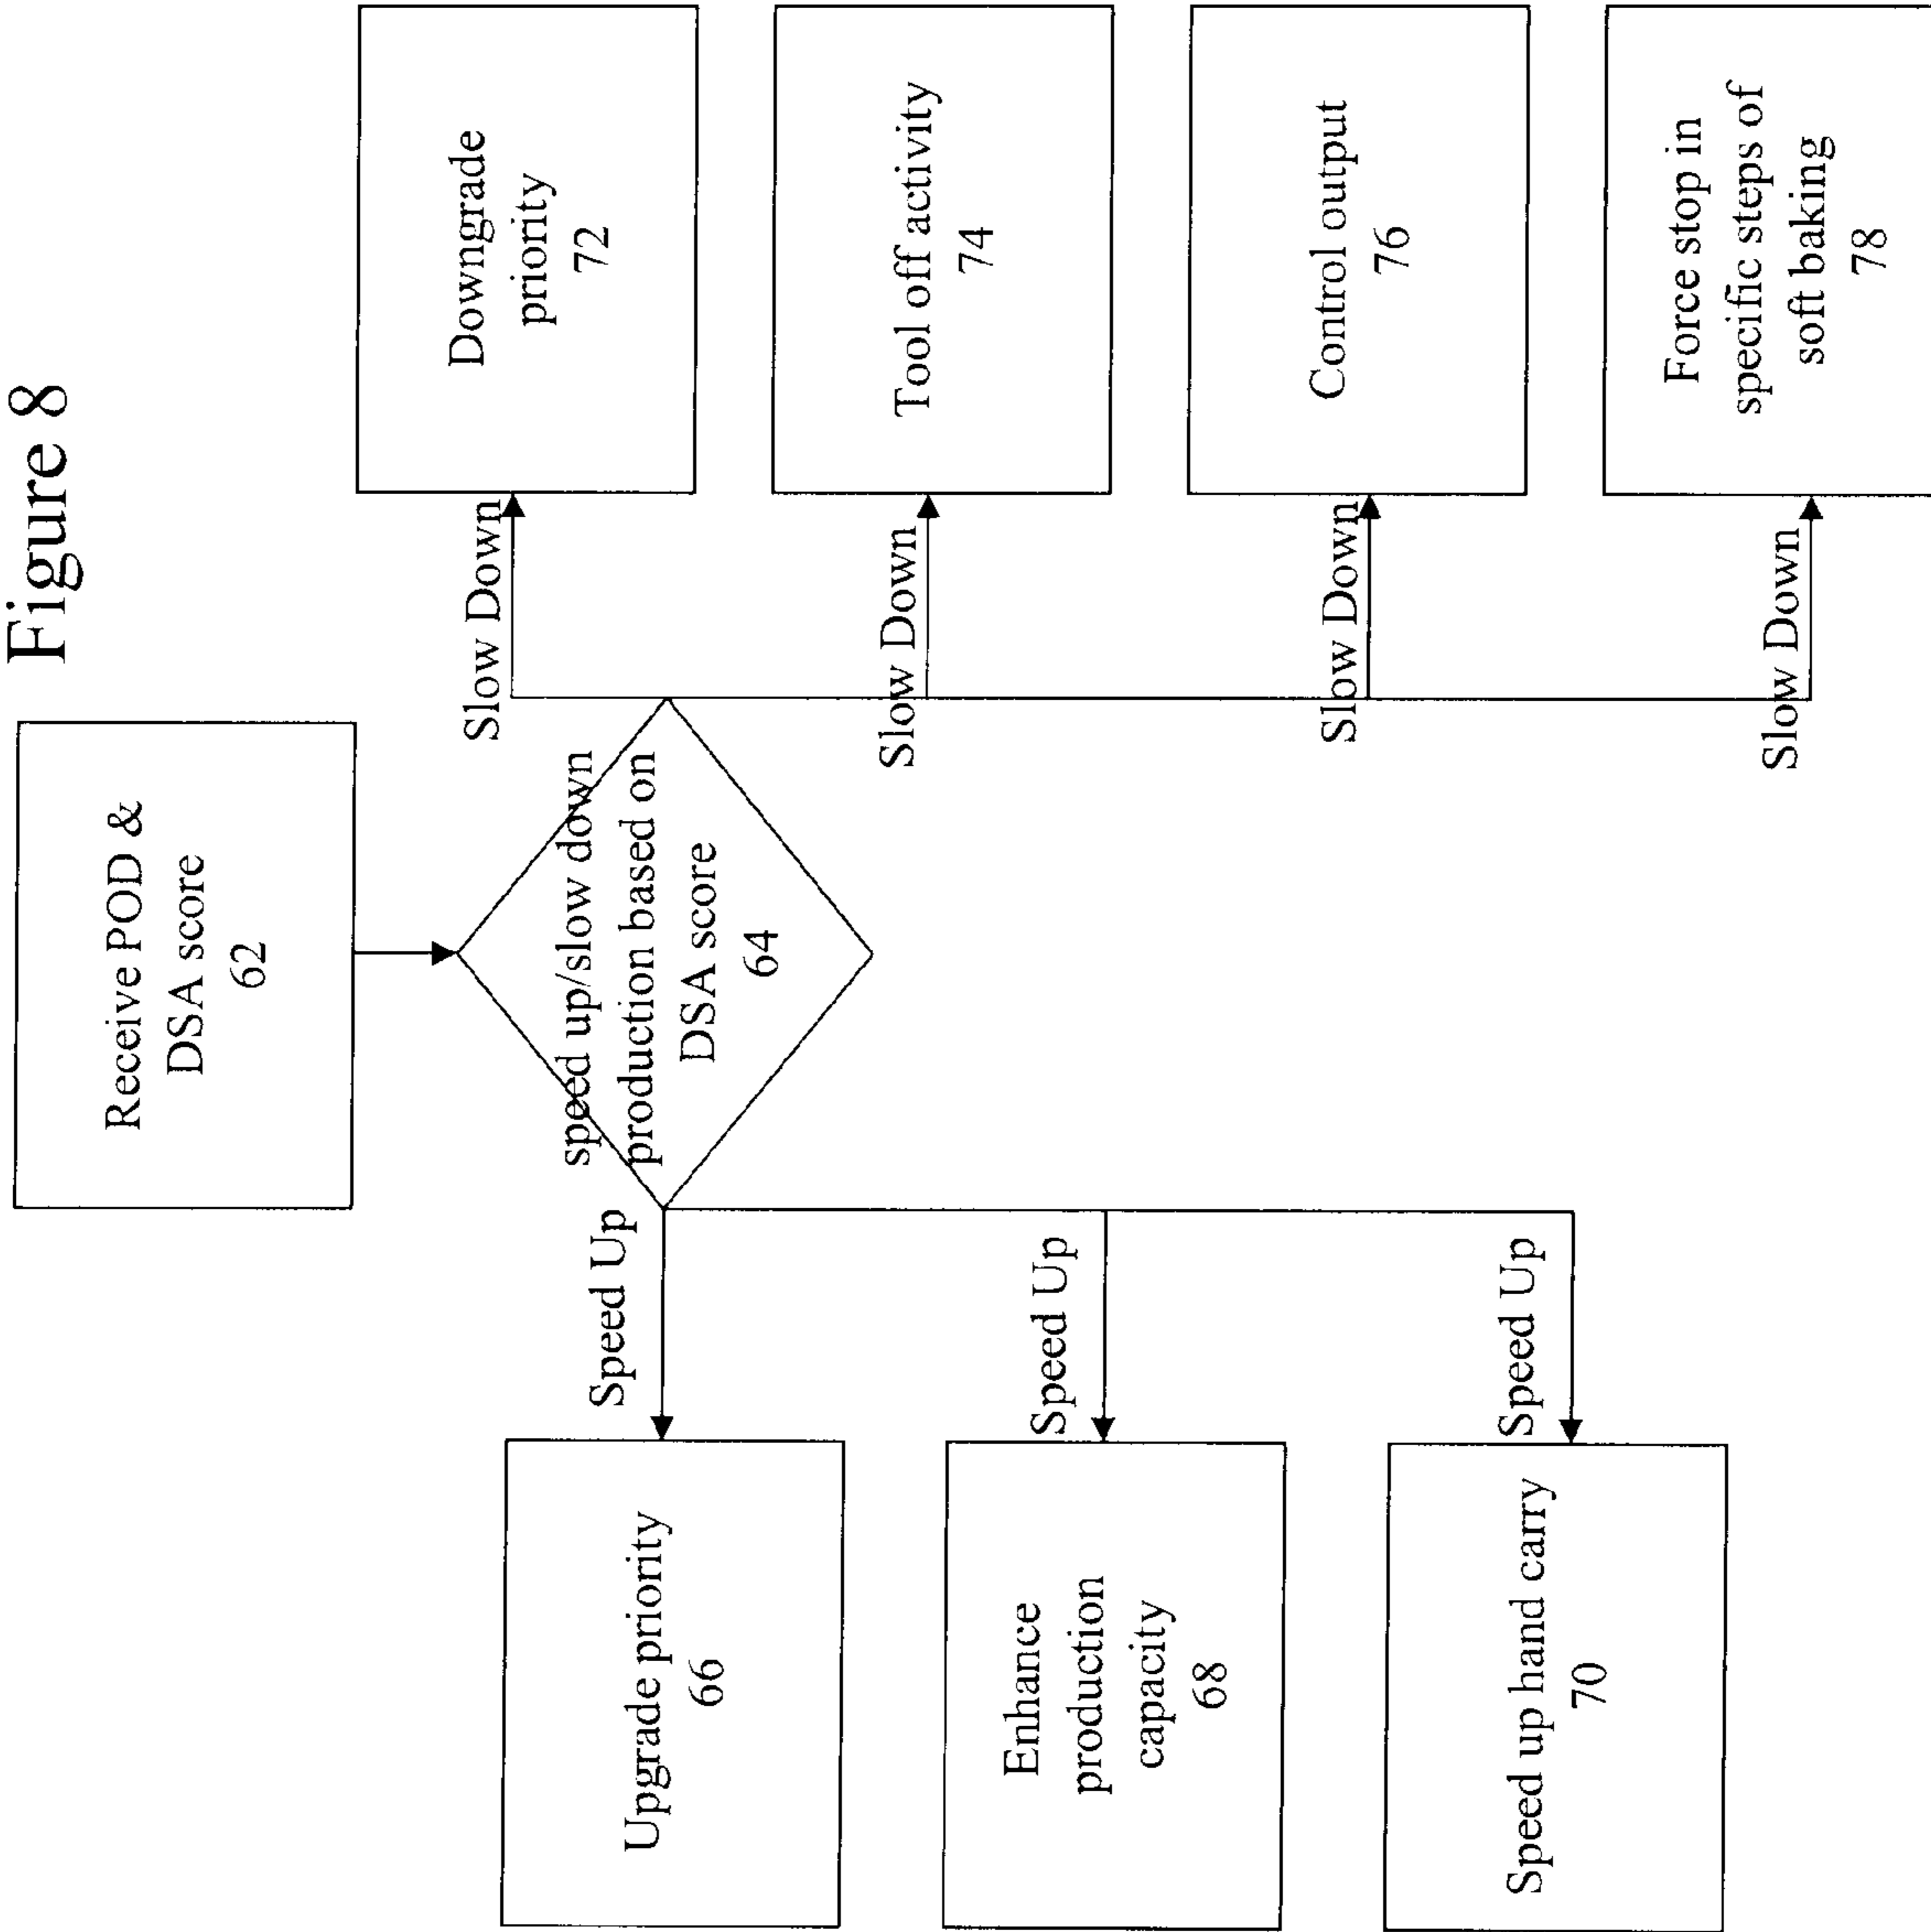 Figure 8
Receive POD &
DSA score
62
speed up/slow down
production based on
DSA score
64
Speed Up
Upgrade priority
66
Speed Up
Enhance
production
capacity
68
Speed Up
Speed up hand carry
70
Slow Down
Downgrade
priority
72
Slow Down
Tool off activity
74
Slow Down
Control output
76
Slow Down
Force stop in
specific steps of
soft baking
78